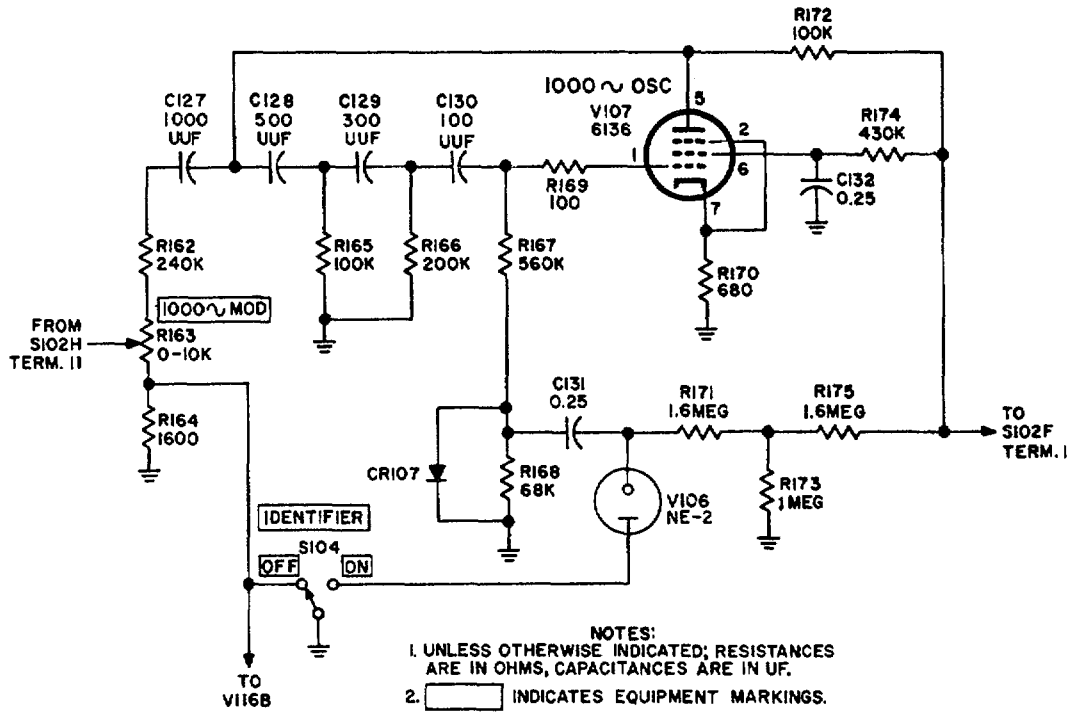 R172
100K
1000 ~ OSC
V107
6136
5
2
1
6
7
C127
1000
UUF
C128
500
UUF
C129
300
UUF
C130
100
UUF
R174
430K
C132
0.25
R169
100
R162
240K
R165
100K
R166
200K
R167
560K
R170
680
1000 ~ MOD
FROM
S102H
TERM. 11
R163
0-10K
R164
1600
C131
0.25
R171
1.6MEG
R175
1.6MEG
TO
S102F
TERM. 1
CR107
R168
68K
V106
NE-2
R173
1MEG
IDENTIFIER
S104
OFF
ON
TO
V116B
NOTES:
1. UNLESS OTHERWISE INDICATED; RESISTANCES
ARE IN OHMS, CAPACITANCES ARE IN UF.
2. INDICATES EQUIPMENT MARKINGS.